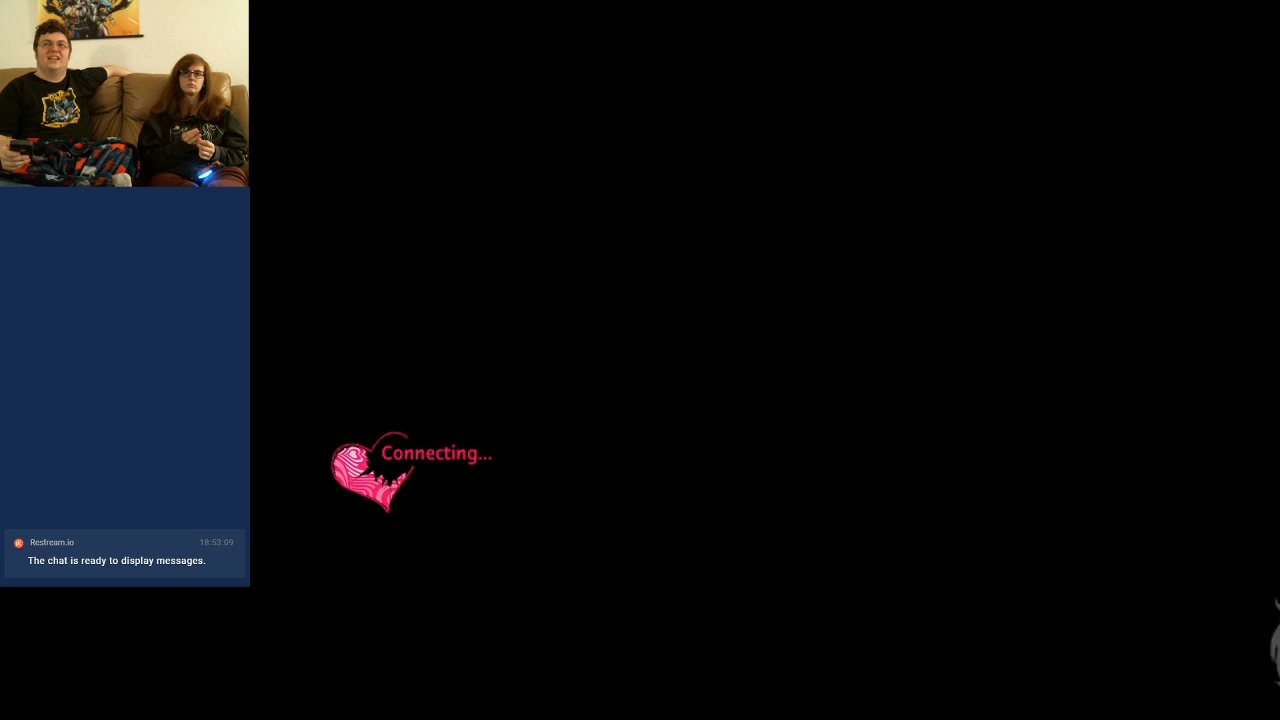 Connecting...
Restream.io
18:53:09
The chat is ready to display messages.